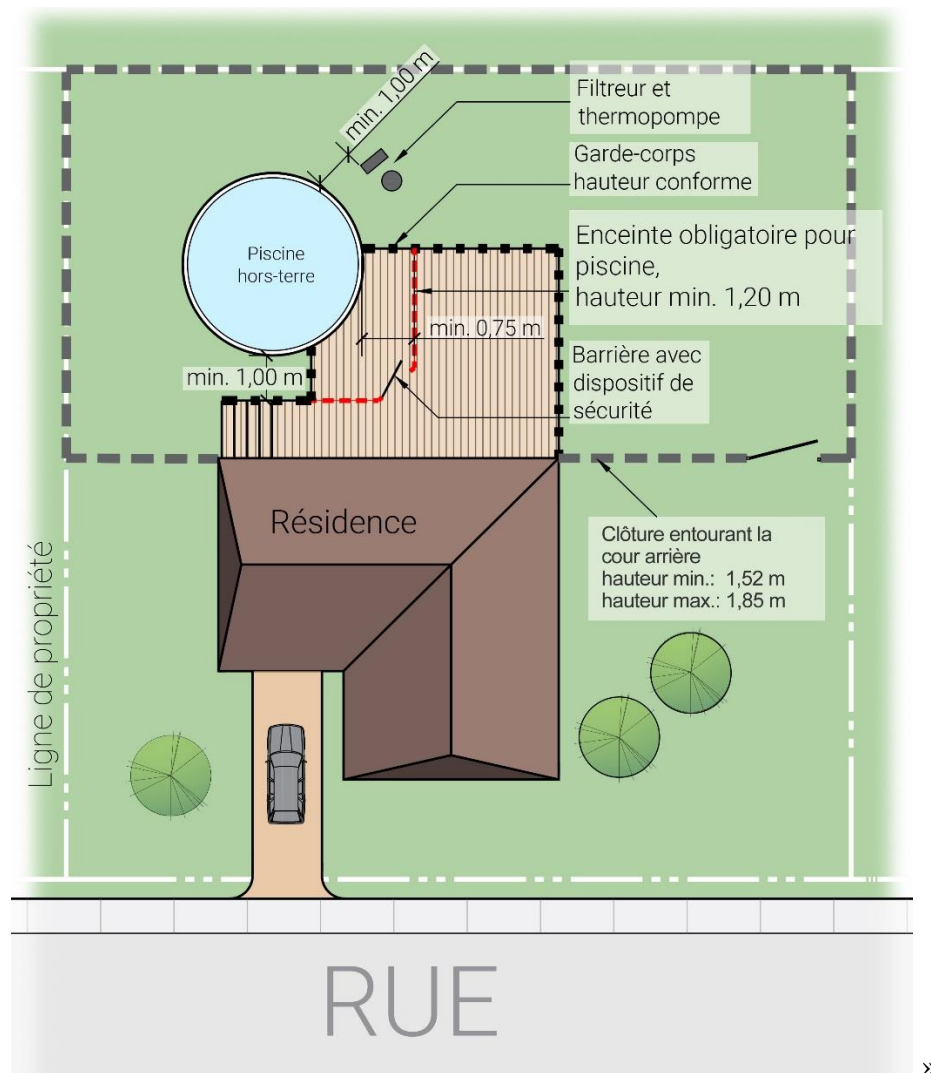 min. 1,00 m
Filtreur et
thermopompe
Garde-corps
hauteur conforme
Piscine
hors-terre
Enceinte obligatoire pour
piscine,
hauteur min. 1,20 m
min. 0,75 m
min. 1,00 m
Barrière avec
dispositif de
sécurité
Résidence
Clôture entourant la
cour arrière
hauteur min.: 1,52 m
hauteur max.: 1,85 m
Ligne de propriété
RUE
»